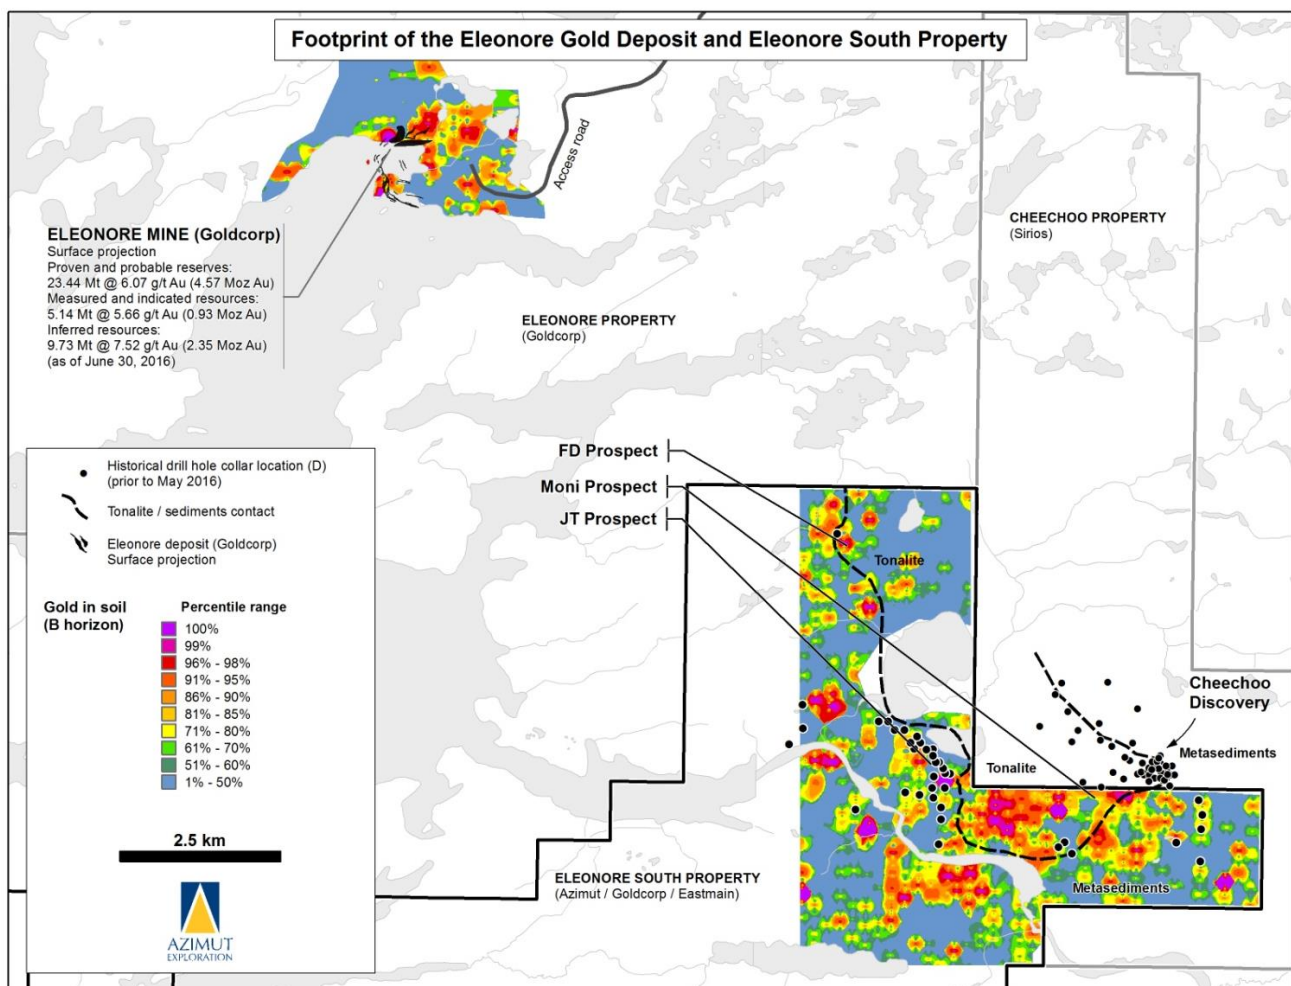 Footprint of the Eleonore Gold Deposit and Eleonore South Property
Access road
ELEONORE MINE (Goldcorp)
Surface projection
Proven and probable reserves:
23.44 Mt @ 6.07 g/t Au (4.57 Moz Au)
Measured and indicated resources:
5.14 Mt @ 5.66 g/t Au (0.93 Moz Au)
Inferred resources:
9.73 Mt @ 7.52 g/t Au (2.35 Moz Au)
(as of June 30, 2016)
CHEECHOO PROPERTY
(Sirios)
ELEONORE PROPERTY
(Goldcorp)
FD Prospect
Moni Prospect
JT Prospect
Historical drill hole collar location (D)
(prior to May 2016)
Tonalite / sediments contact
Eleonore deposit (Goldcorp)
Surface projection
Gold in soil
(B horizon)
Percentile range
100%
99%
96% - 98%
91% - 95%
86% - 90%
81% - 85%
71% - 80%
61% - 70%
51% - 60%
1% - 50%
2.5 km
AZIMUT
EXPLORATION
Tonalite
Cheechoo
Discovery
Metasediments
Tonalite
ELEONORE SOUTH PROPERTY
(Azimut / Goldcorp / Eastmain)
Metasediments